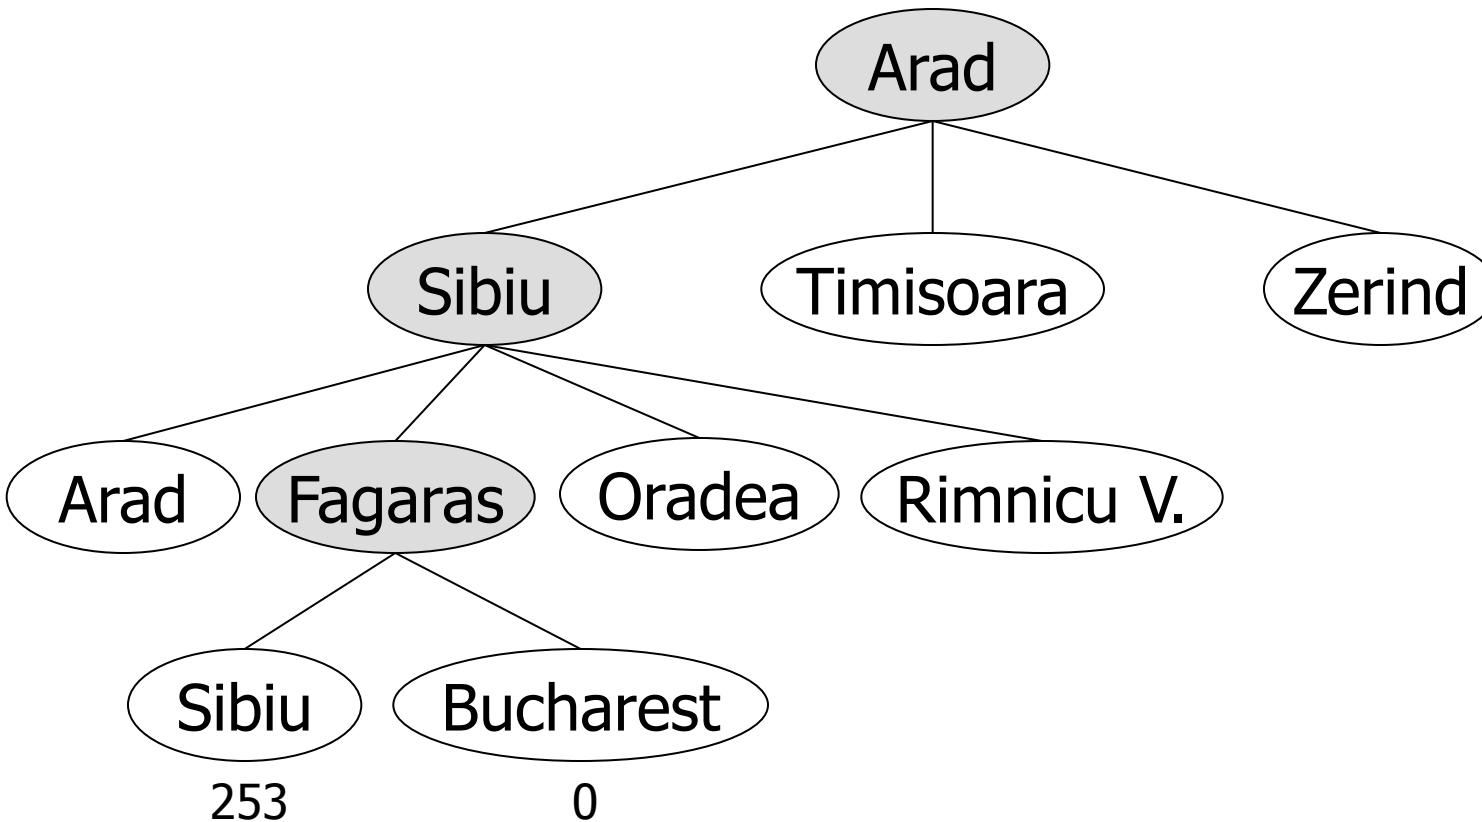 Arad
Sibiu Timisoara Zerind
Arad Fagaras Oradea Rimnicu V.
Sibiu Bucharest
253 0